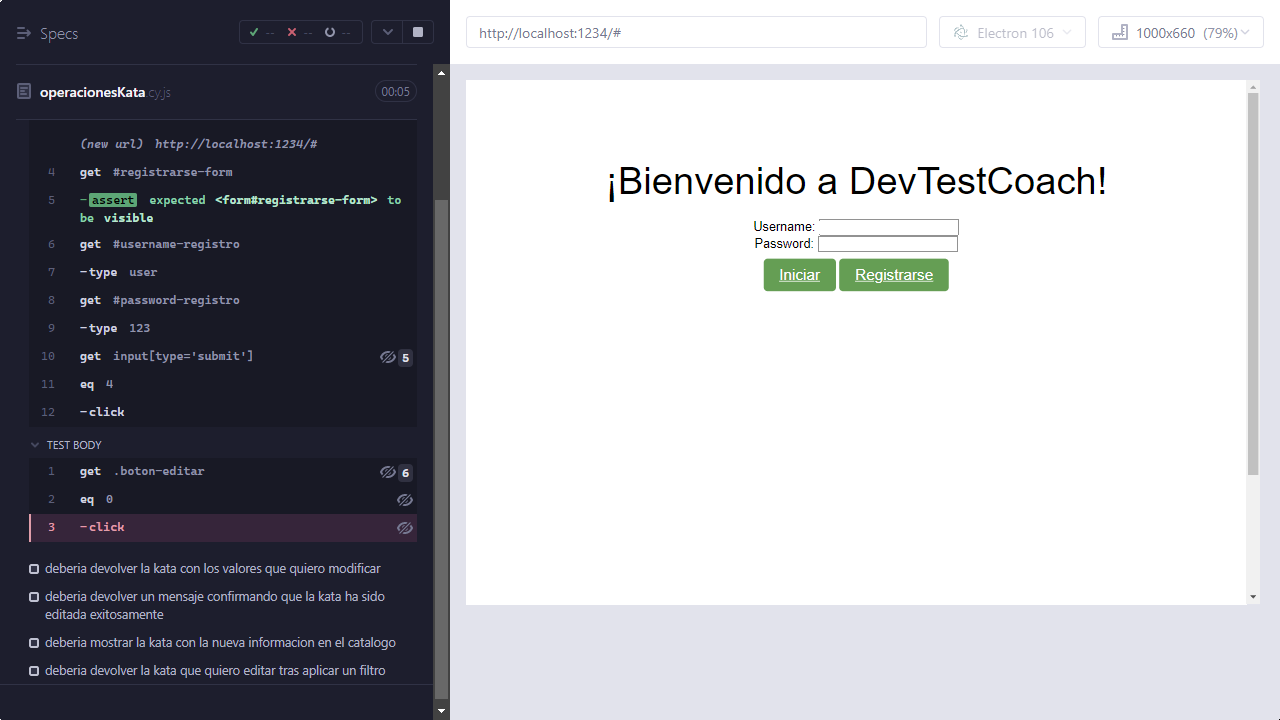 Specs
-- -- --
operacionesKata.cy.js 00:05
(new url) http://localhost:1234/#
4 get #registrarse-form
5 -assert expected <form#registrarse-form> to
be visible
6 get #username-registro
7 -type user
8 get #password-registro
9 -type 123
10 get input[type='submit'] 5
11 eq 4
12 -click
TEST BODY
1 get .boton-editar 6
2 eq 0
3 -click
deberia devolver la kata con los valores que quiero modificar
deberia devolver un mensaje confirmando que la kata ha sido
editada exitosamente
deberia mostrar la kata con la nueva informacion en el catalogo
deberia devolver la kata que quiero editar tras aplicar un filtro
http://localhost:1234/#
Electron 106
1000x660 (79%)
¡Bienvenido a DevTestCoach!
Username:
Password:
Iniciar Registrarse